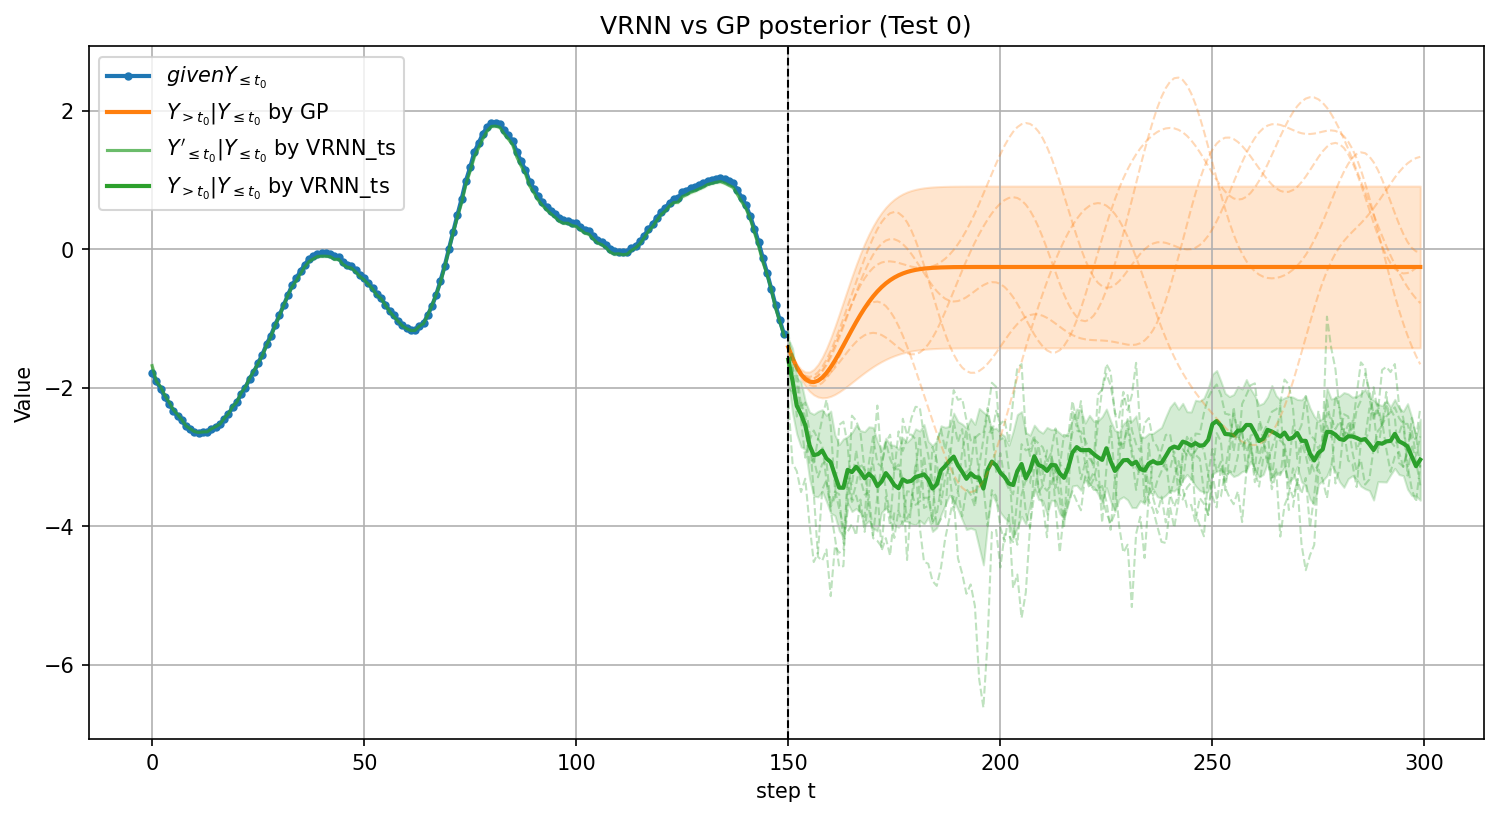 VRNN vs GP posterior (Test 0)
givenY≤t₀
Y>t₀|Y≤t₀ by GP
Y′≤t₀|Y≤t₀ by VRNN_ts
Y>t₀|Y≤t₀ by VRNN_ts
Value
2
0
−2
−4
−6
0 50 100 150 200 250 300
step t